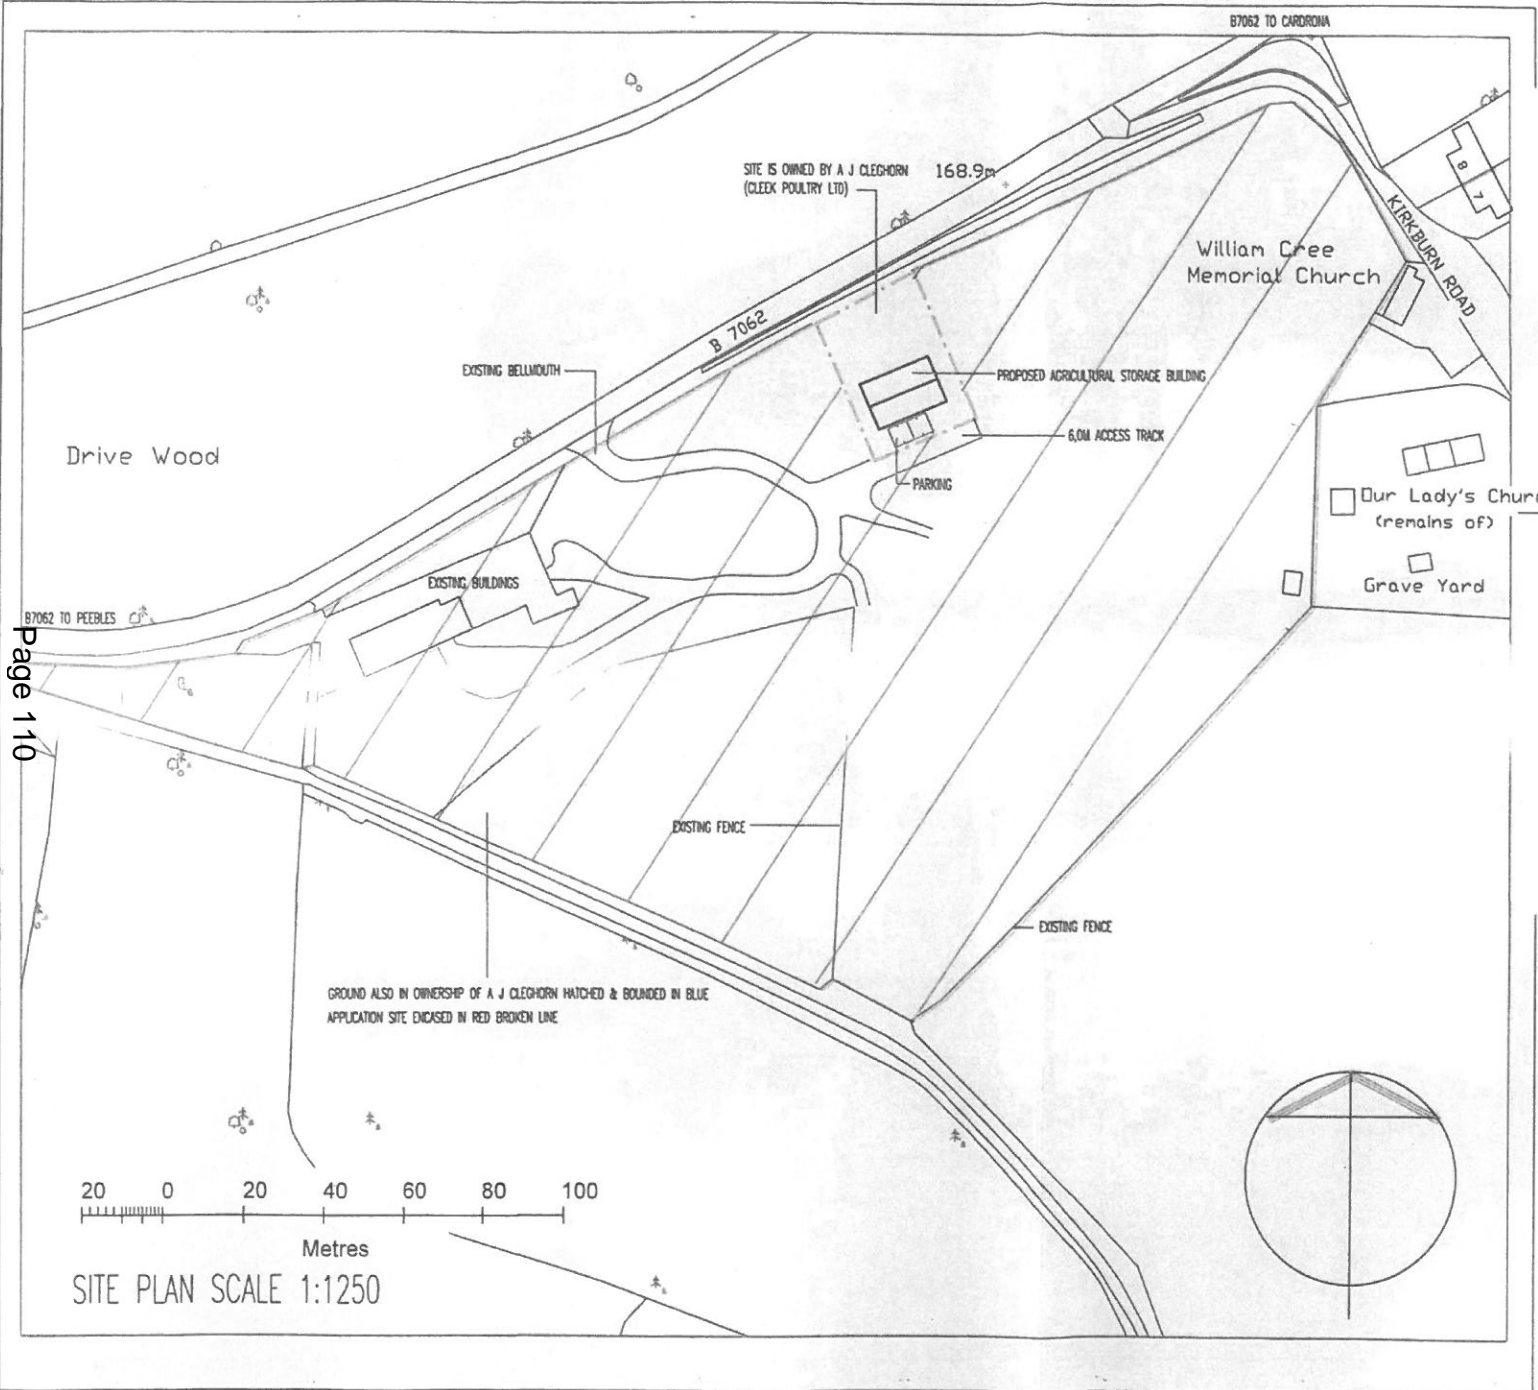 B7062 TO CARDRONA
SITE IS OWNED BY A J CLEGHORN
(CLEEK POULTRY LTD)
168.9m
8
7
KIRKBURN ROAD
William Cree
Memorial Church
B 7062
EXISTING BELLMOUTH
PROPOSED AGRICULTURAL STORAGE BUILDING
6,0M ACCESS TRACK
PARKING
Drive Wood
Our Lady's Churc
(remains of)
Grave Yard
EXISTING BUILDINGS
B7062 TO PEEBLES
Page 110
EXISTING FENCE
EXISTING FENCE
GROUND ALSO IN OWNERSHIP OF A J CLEGHORN HATCHED & BOUNDED IN BLUE
APPLICATION SITE ENCASED IN RED BROKEN LINE
20 0 20 40 60 80 100
Metres
SITE PLAN SCALE 1:1250